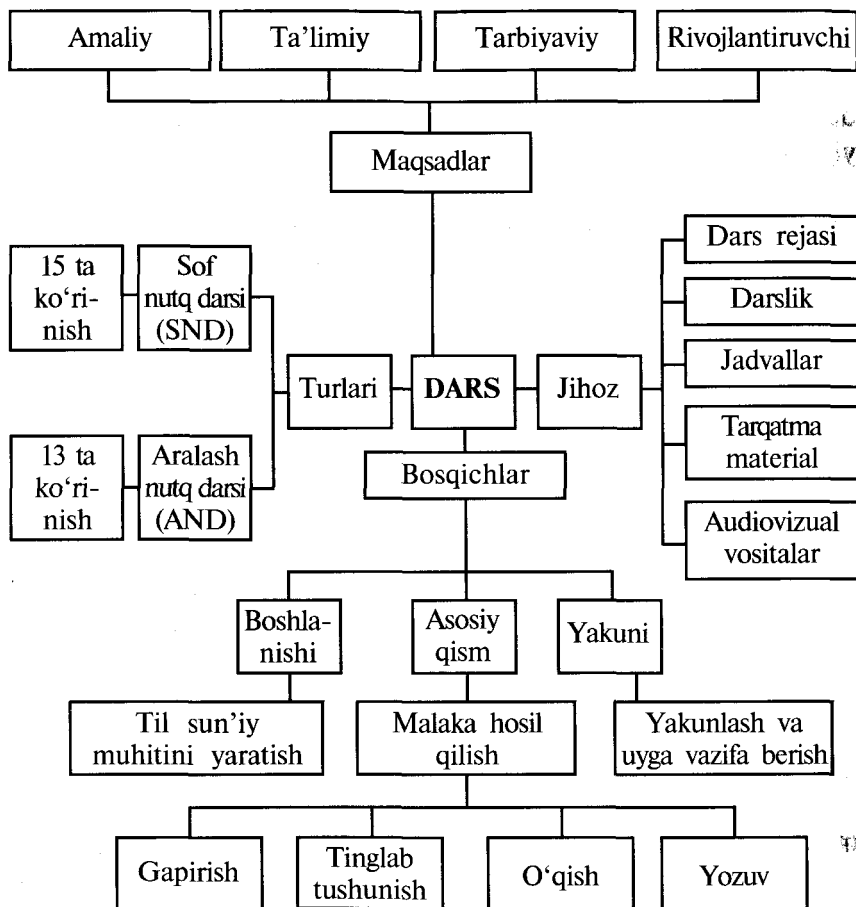 Amaliy
Ta’limiy
Tarbiyaviy
Rivojlantiruvchi
Maqsadlar
15 ta
ko‘ri-
nish
Sof
nutq darsi
(SND)
13 ta
ko‘ri-
nish
Aralash
nutq darsi
(AND)
Turlari
DARS
Jihoz
Dars rejasi
Darslik
Jadvallar
Tarqatma
material
Audiovizual
vositalar
Bosqichlar
Boshla-
nishi
Asosiy
qism
Yakuni
Til sun’iy
muhitini yaratish
Malaka hosil
qilish
Yakunlash va
uyga vazifa berish
Gapirish
Tinglab
tushunish
O‘qish
Yozuv